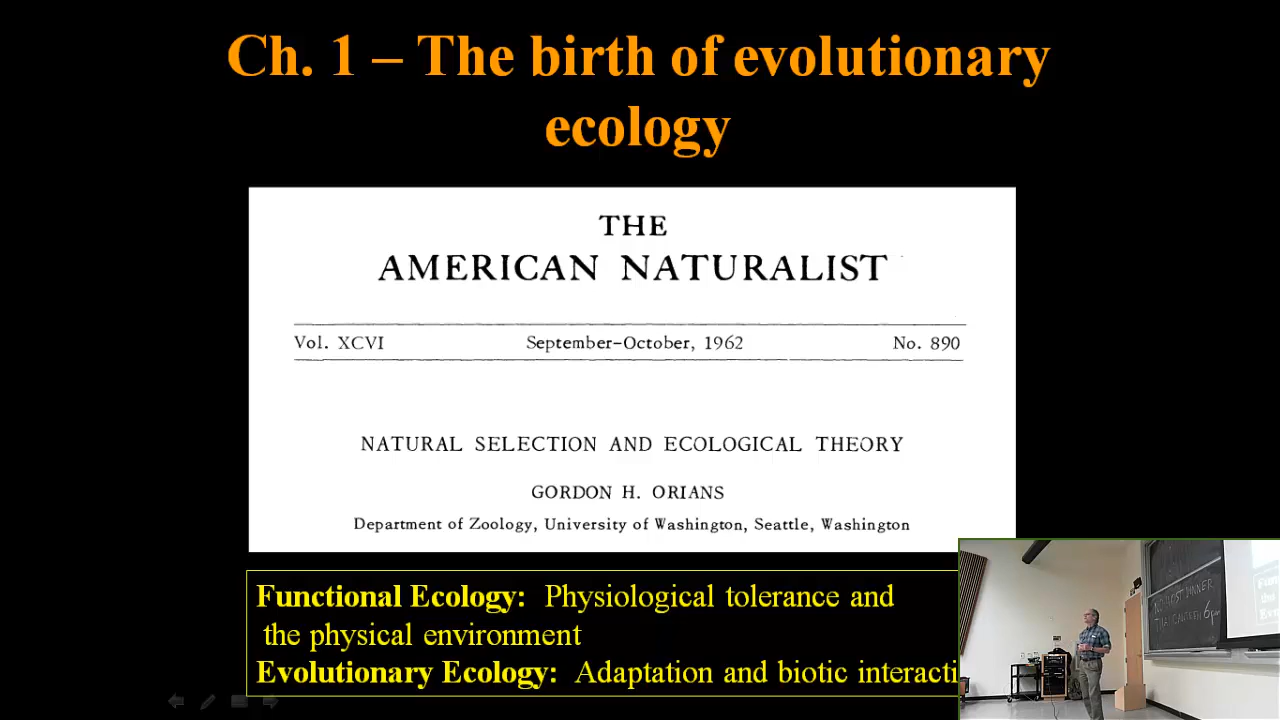 Ch. 1 – The birth of evolutionary
ecology
THE
AMERICAN NATURALIST
Vol. XCVI September–October, 1962 No. 890
NATURAL SELECTION AND ECOLOGICAL THEORY
GORDON H. ORIANS
Department of Zoology, University of Washington, Seattle, Washington
Functional Ecology: Physiological tolerance and
the physical environment
Evolutionary Ecology: Adaptation and biotic interacti
DINNER
6pm